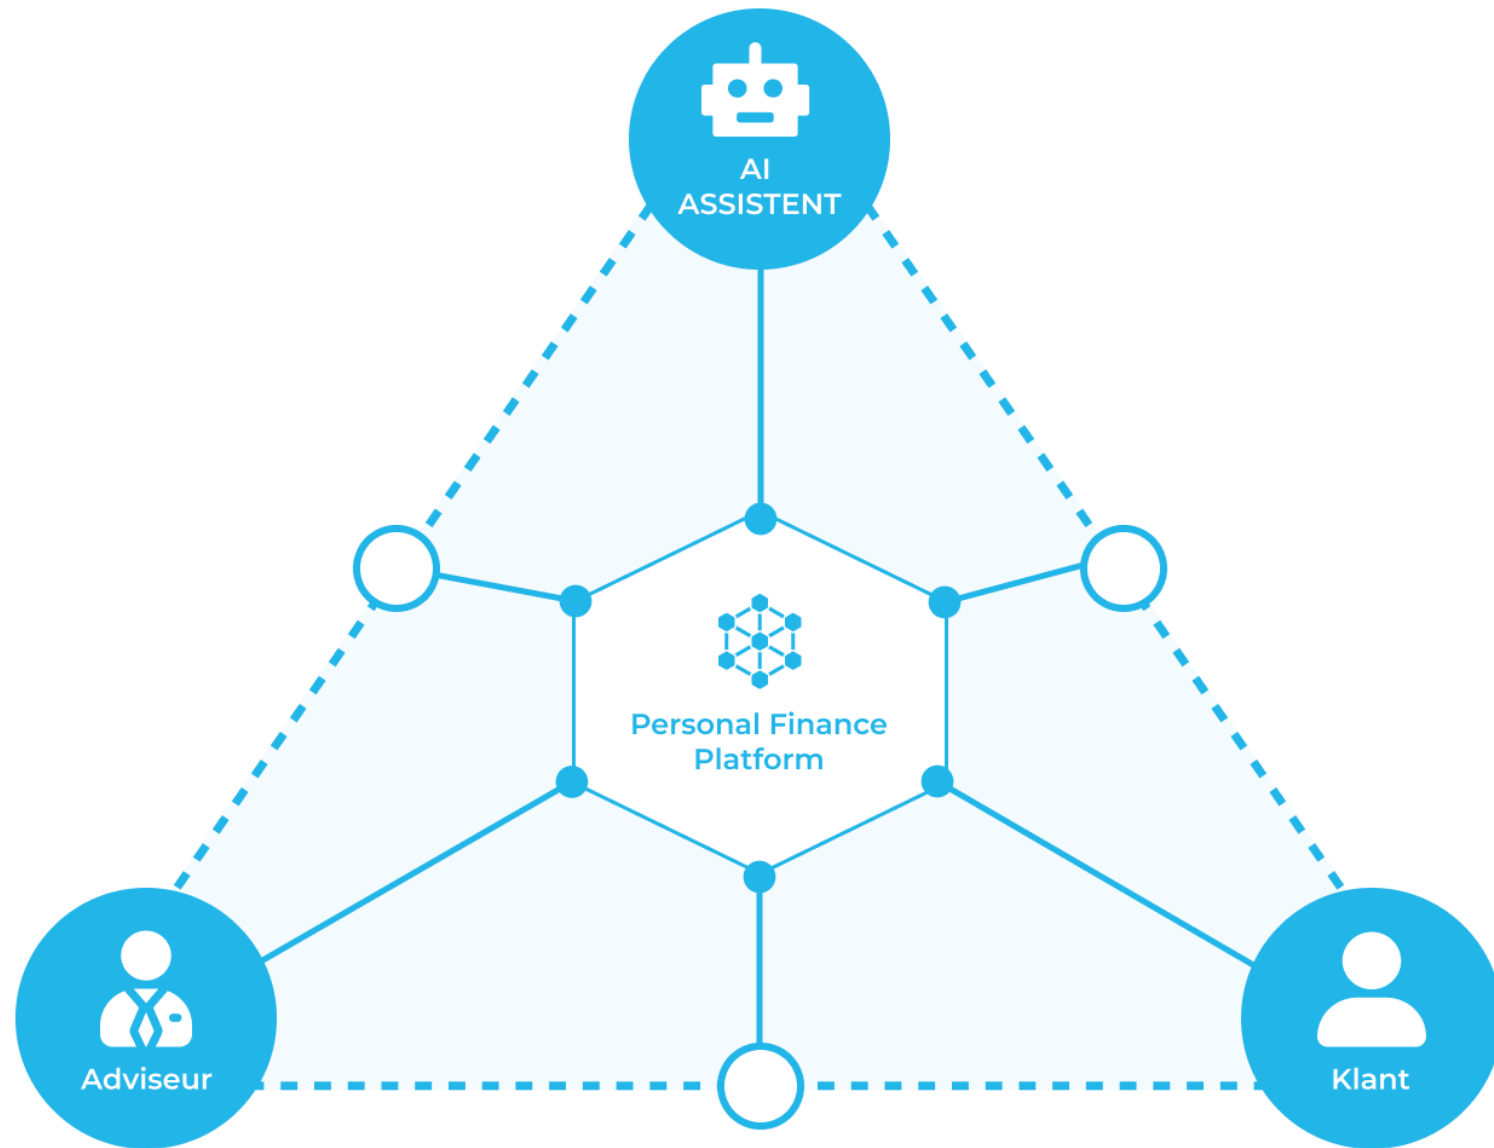 AI
ASSISTENT
Personal Finance
Platform
Adviseur
Klant